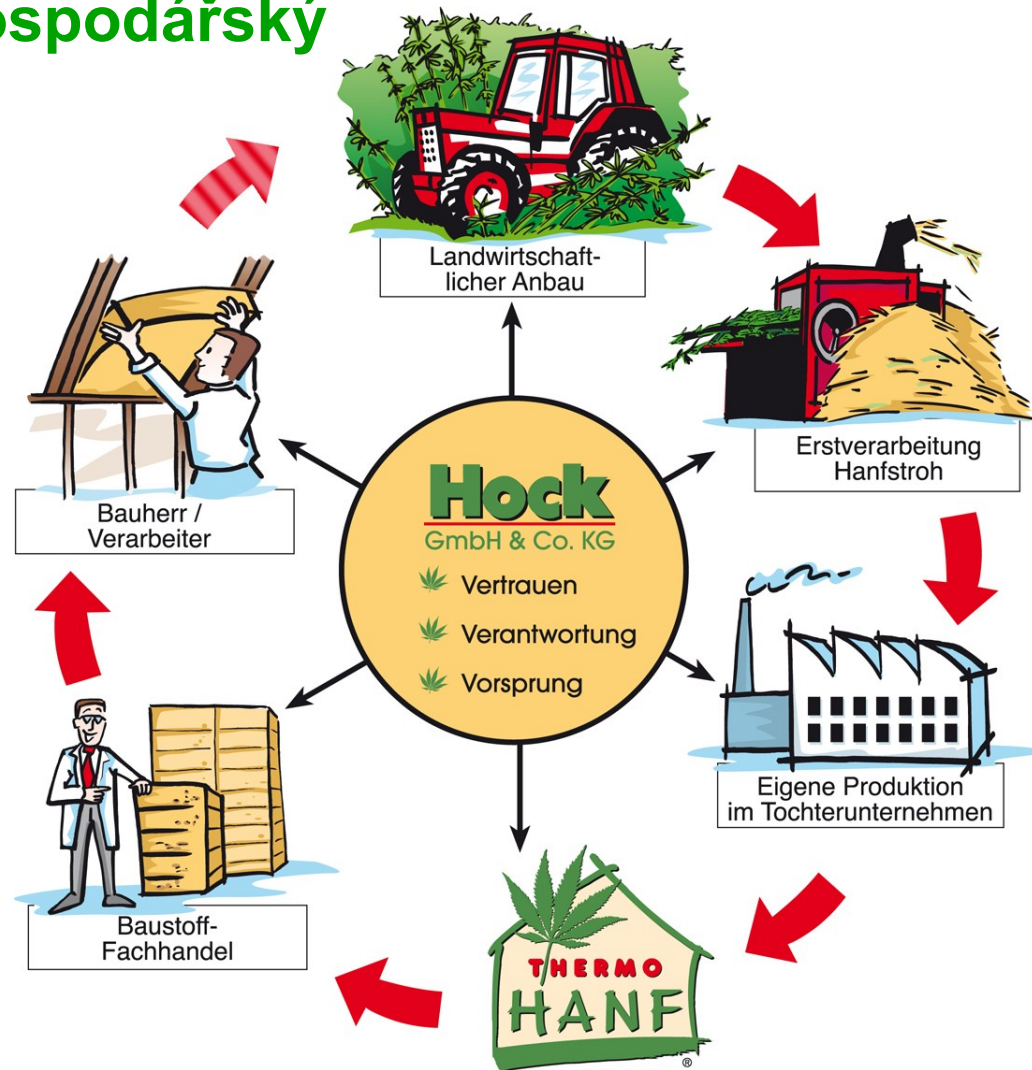 Landwirtschaft-
licher Anbau
Erstverarbeitung
Hanfstroh
Hock
GmbH & Co. KG
Vertrauen
Verantwortung
Vorsprung
Bauherr /
Verarbeiter
Eigene Produktion
im Tochterunternehmen
Baustoff-
Fachhandel
THERMO
HANF
®